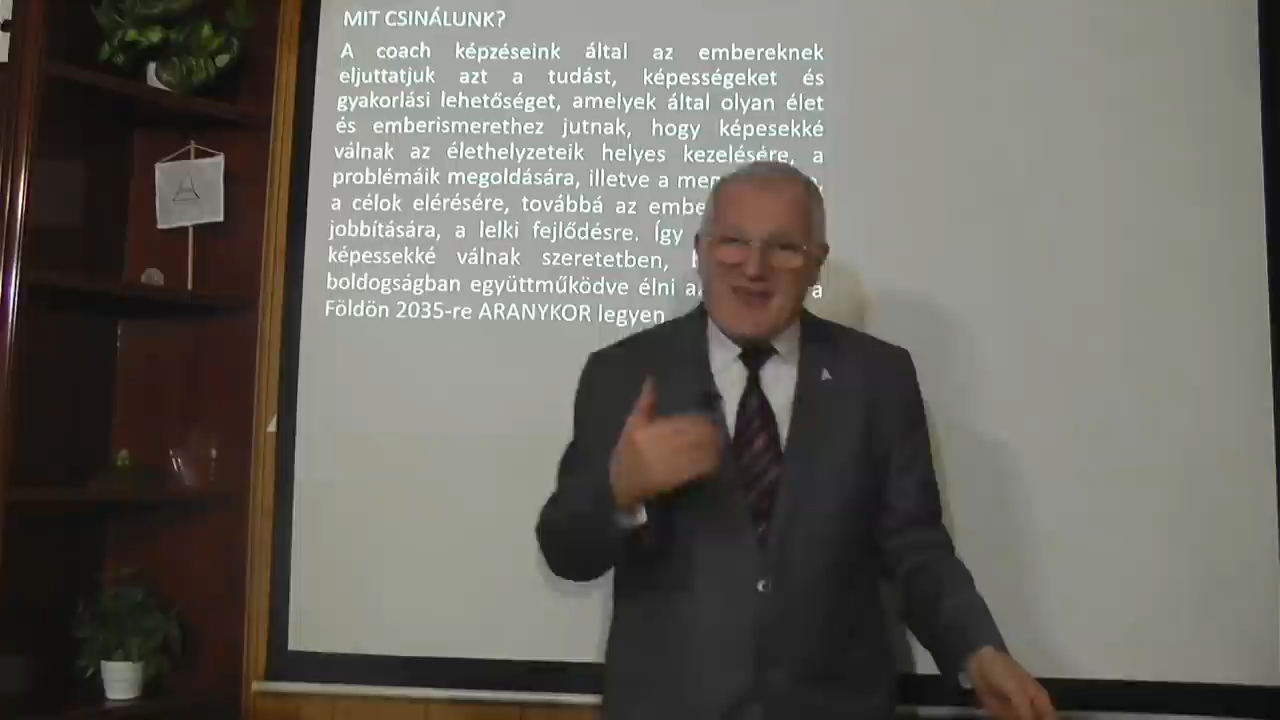 MIT CSINÁLUNK?
A coach képzéseink által az embereknek
eljuttatjuk azt a tudást, képességeket és
gyakorlási lehetőséget, amelyek által olyan élet
és emberismerethez jutnak, hogy képesekké
válnak az élethelyzeteik helyes kezelésére, a
problémáik megoldására, illetve a
a célok elérésére, továbbá az
jobbítására, a lelki fejlődésre. Így
képessekké válnak szeretetben,
boldogságban együttműködve élni a
Földön 2035-re ARANYKOR legyen